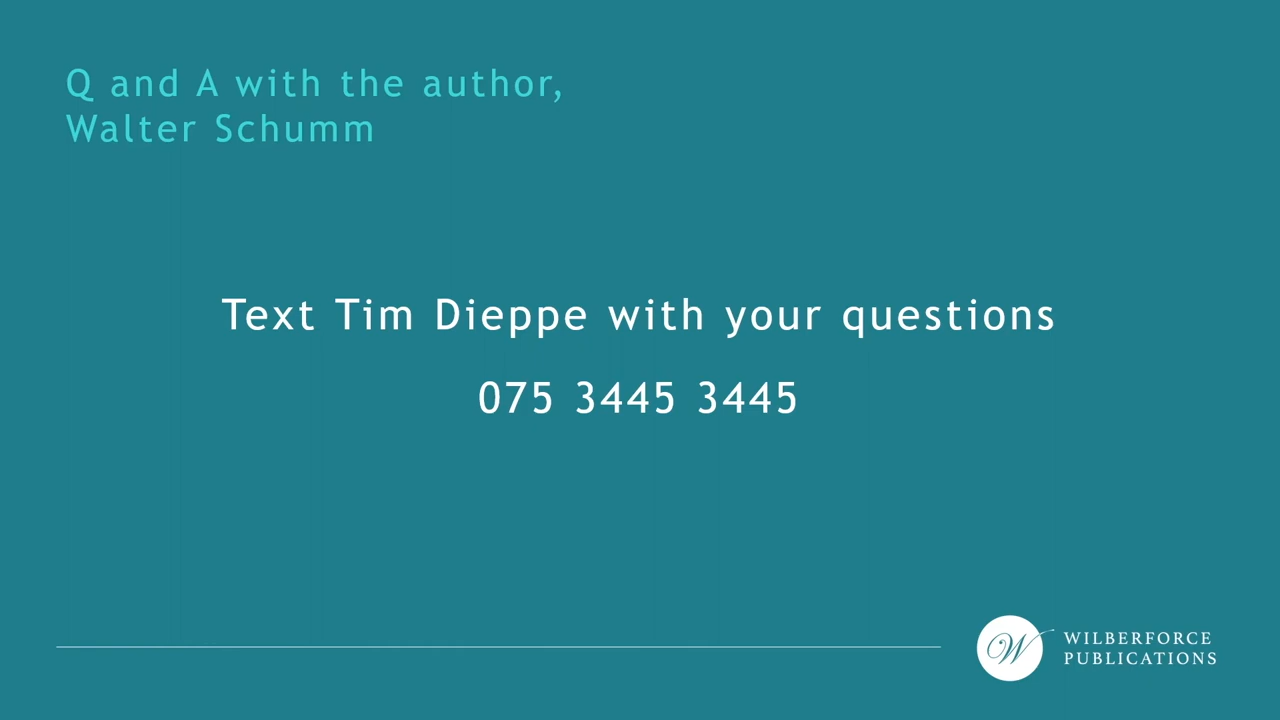 Q and A with the author,
Walter Schumm
Text Tim Dieppe with your questions
075 3445 3445
W
WILBERFORCE
PUBLICATIONS